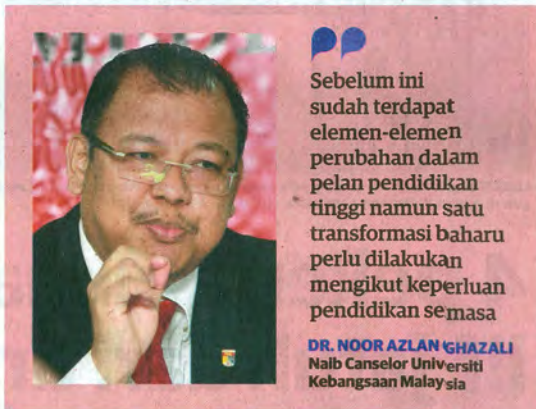 Sebelum ini
sudah terdapat
elemen-elemen
perubahan dalam
pelan pendidikan
tinggi namun satu
transformasi baharu
perlu dilakukan
mengikut keperluan
pendidikan semasa
DR. NOOR AZLAN GHAZALI
Naib Canselor Universiti
Kebangsaan Malaysia